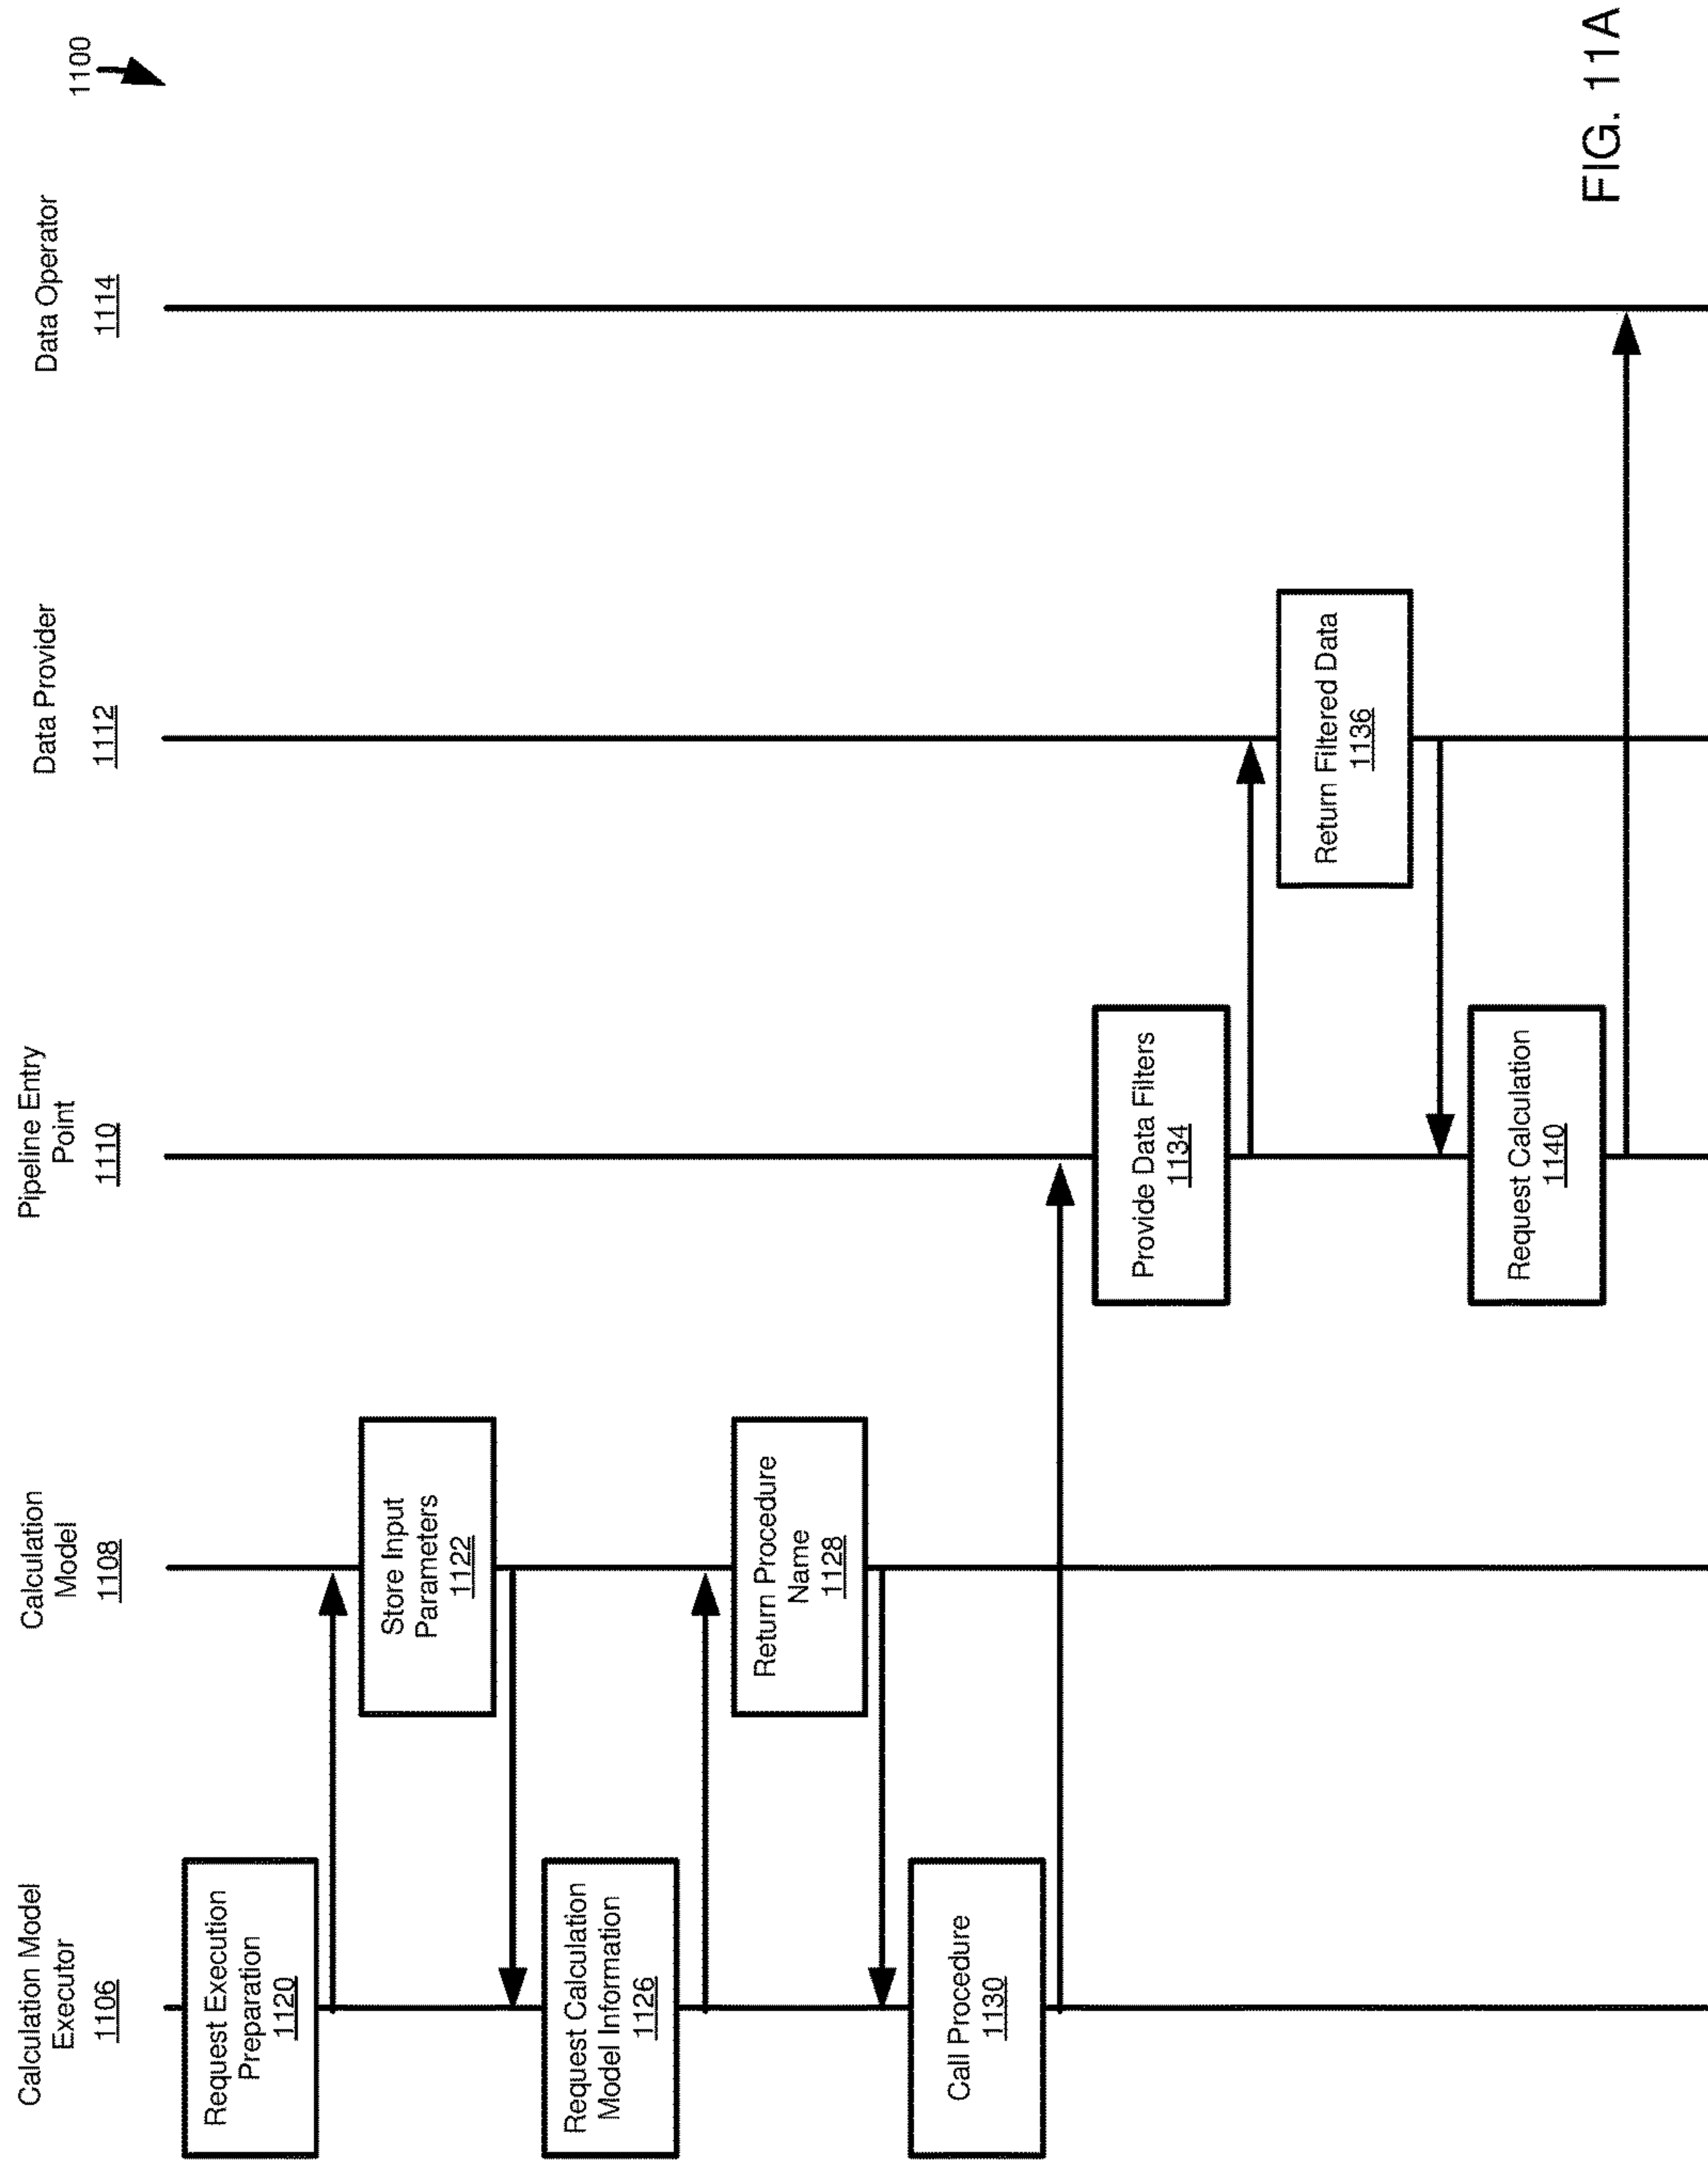 1100
Calculation Model
Executor
1106
Calculation
Model
1108
Pipeline Entry
Point
1110
Data Provider
1112
Data Operator
1114
Request Execution
Preparation
1120
Store Input
Parameters
1122
Request Calculation
Model Information
1126
Return Procedure
Name
1128
Call Procedure
1130
Provide Data Filters
1134
Return Filtered Data
1136
Request Calculation
1140
FIG. 11A